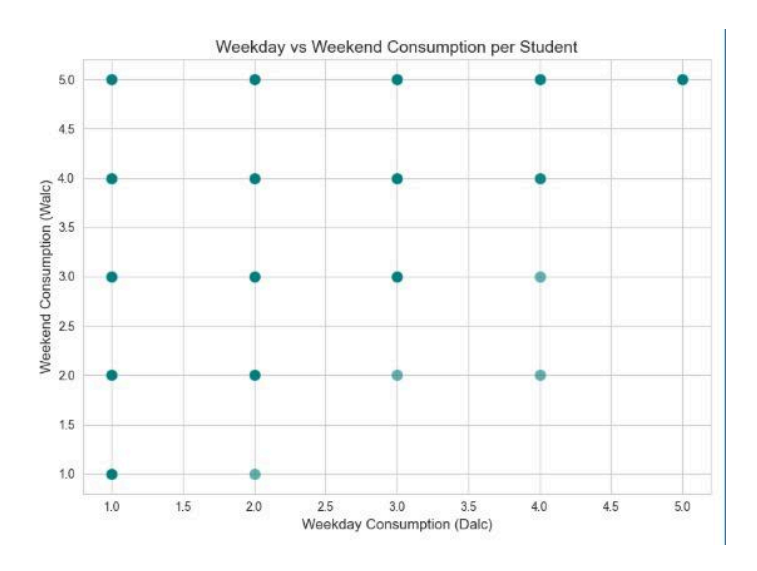 Weekday vs Weekend Consumption per Student
5.0
4.5
4.0
3.5
3.0
2.5
2.0
1.5
1.0
Weekend Consumption (Walc)
1.0 1.5 2.0 2.5 3.0 3.5 4.0 4.5 5.0
Weekday Consumption (Dalc)